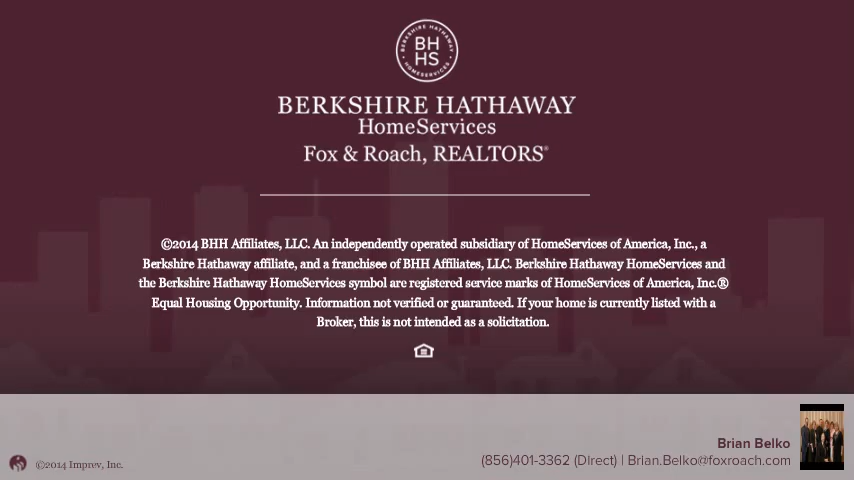 BERKSHIRE HATHAWAY
HOMESERVICES
BH
HS
BERKSHIRE HATHAWAY
HomeServices
Fox & Roach, REALTORS®
©2014 BHH Affiliates, LLC. An independently operated subsidiary of HomeServices of America, Inc., a
Berkshire Hathaway affiliate, and a franchisee of BHH Affiliates, LLC. Berkshire Hathaway HomeServices and
the Berkshire Hathaway HomeServices symbol are registered service marks of HomeServices of America, Inc.®
Equal Housing Opportunity. Information not verified or guaranteed. If your home is currently listed with a
Broker, this is not intended as a solicitation.
Brian Belko
(856)401-3362 (DIrect) | Brian.Belko@foxroach.com
©2014 Imprev, Inc.